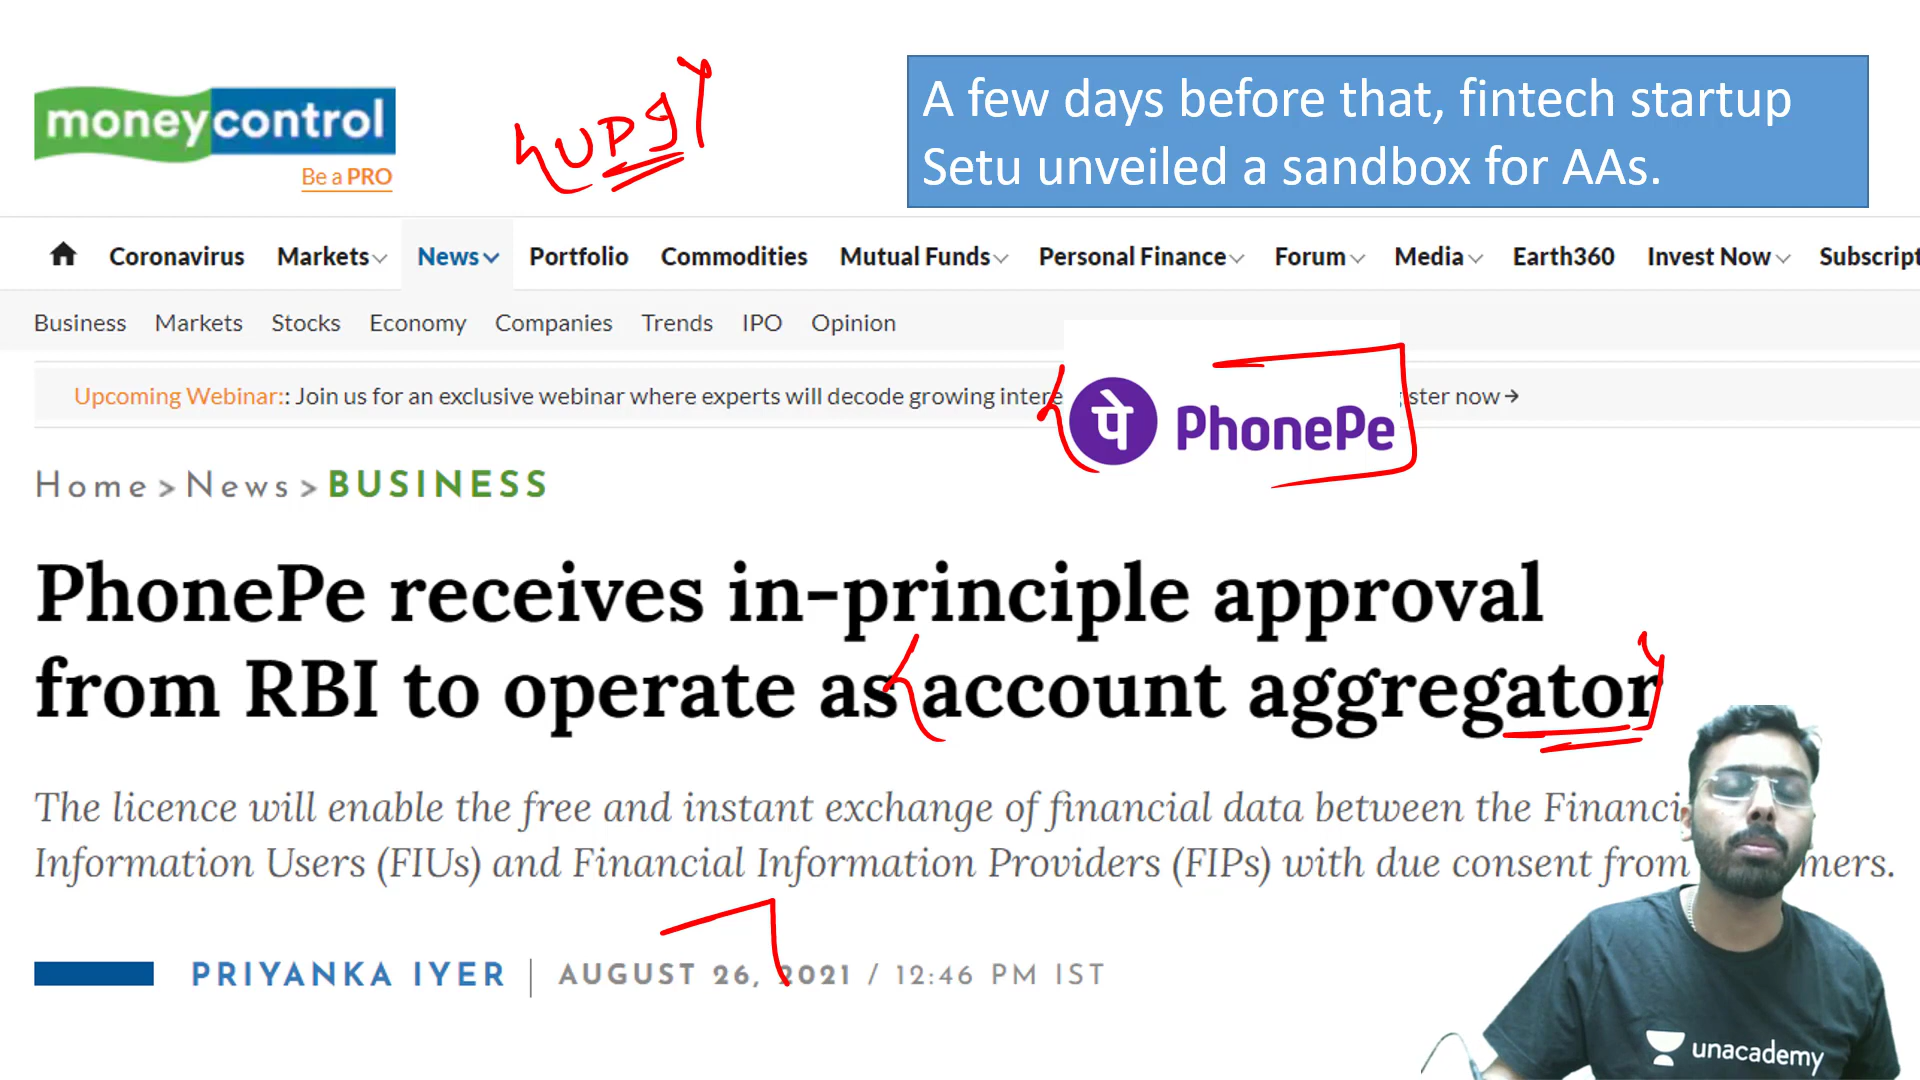 moneycontrol
Be a PRO
UPI
A few days before that, fintech startup
Setu unveiled a sandbox for AAs.
Coronavirus Markets News Portfolio Commodities Mutual Funds Personal Finance Forum Media Earth360 Invest Now Subscript
Business Markets Stocks Economy Companies Trends IPO Opinion
Upcoming Webinar:: Join us for an exclusive webinar where experts will decode growing intere ster now →
पे PhonePe
Home > News > BUSINESS
PhonePe receives in-principle approval
from RBI to operate as account aggregator
The licence will enable the free and instant exchange of financial data between the Financi
Information Users (FIUs) and Financial Information Providers (FIPs) with due consent from mers.
PRIYANKA IYER | AUGUST 26, 2021 / 12:46 PM IST
unacademy